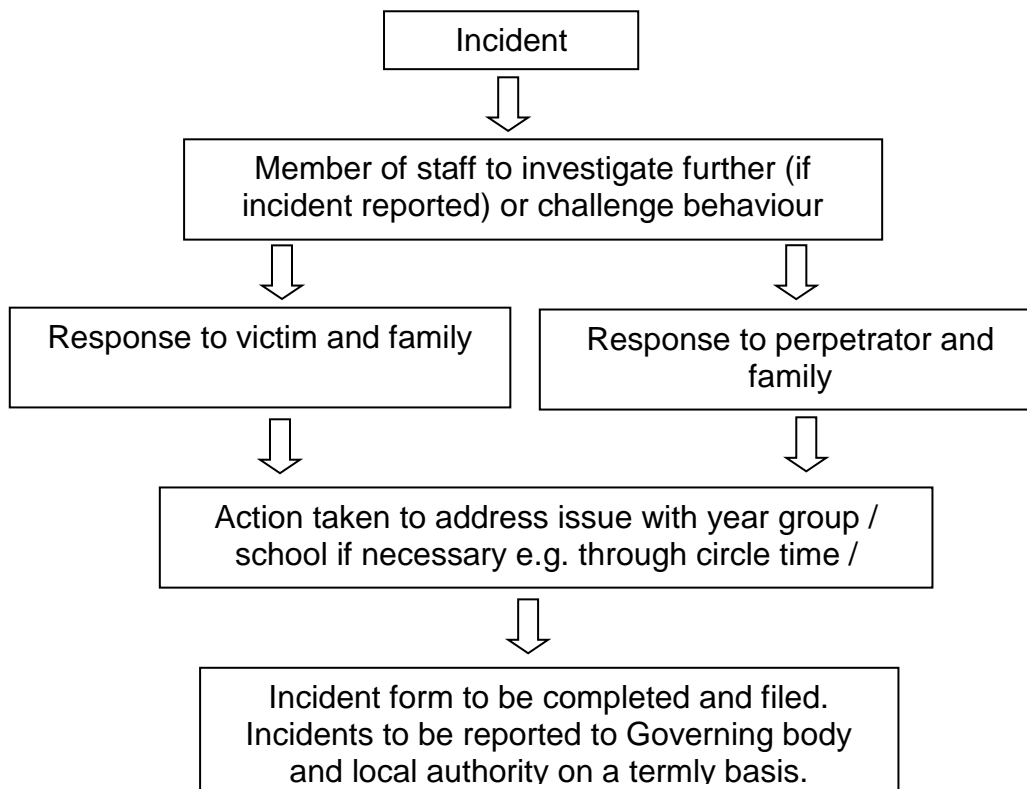 Incident
Member of staff to investigate further (if
incident reported) or challenge behaviour
Response to victim and family
Response to perpetrator and
family
Action taken to address issue with year group /
school if necessary e.g. through circle time /
Incident form to be completed and filed.
Incidents to be reported to Governing body
and local authority on a termly basis.